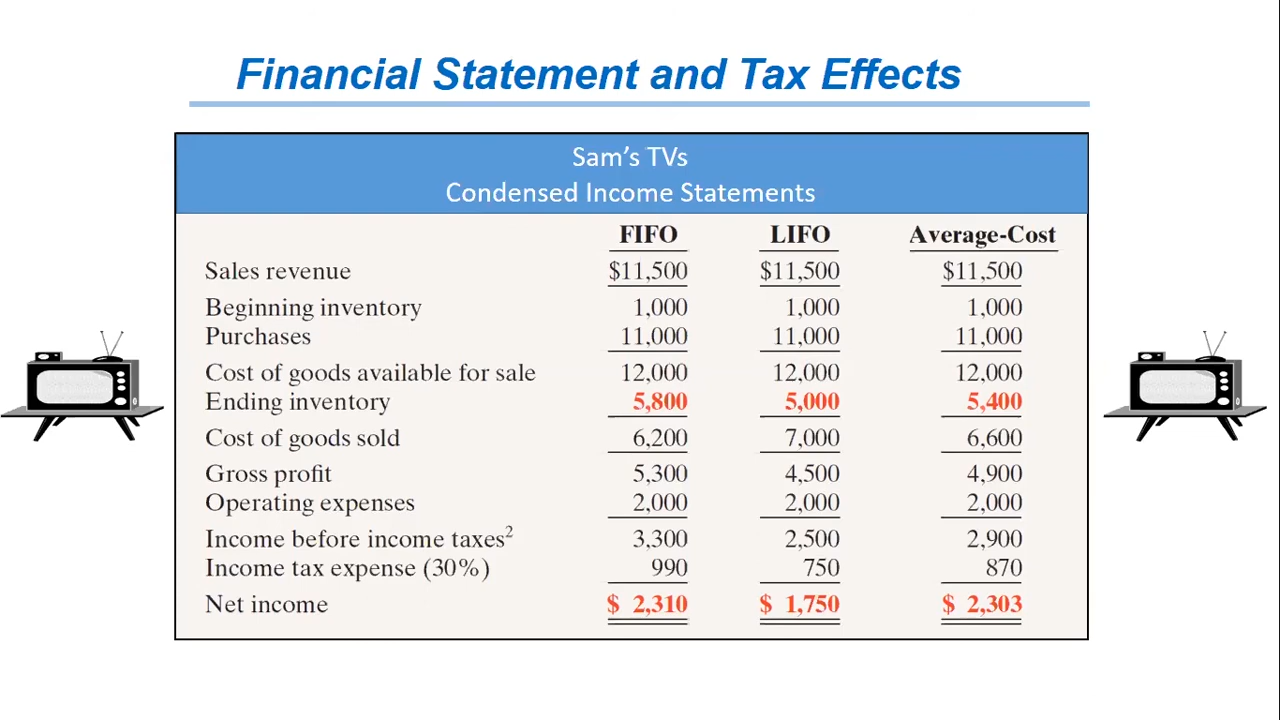 Financial Statement and Tax Effects
Sam's TVs
Condensed Income Statements
FIFO LIFO Average-Cost
Sales revenue $11,500 $11,500 $11,500
Beginning inventory 1,000 1,000 1,000
Purchases 11,000 11,000 11,000
Cost of goods available for sale 12,000 12,000 12,000
Ending inventory 5,800 5,000 5,400
Cost of goods sold 6,200 7,000 6,600
Gross profit 5,300 4,500 4,900
Operating expenses 2,000 2,000 2,000
Income before income taxes² 3,300 2,500 2,900
Income tax expense (30%) 990 750 870
Net income $ 2,310 $ 1,750 $ 2,303